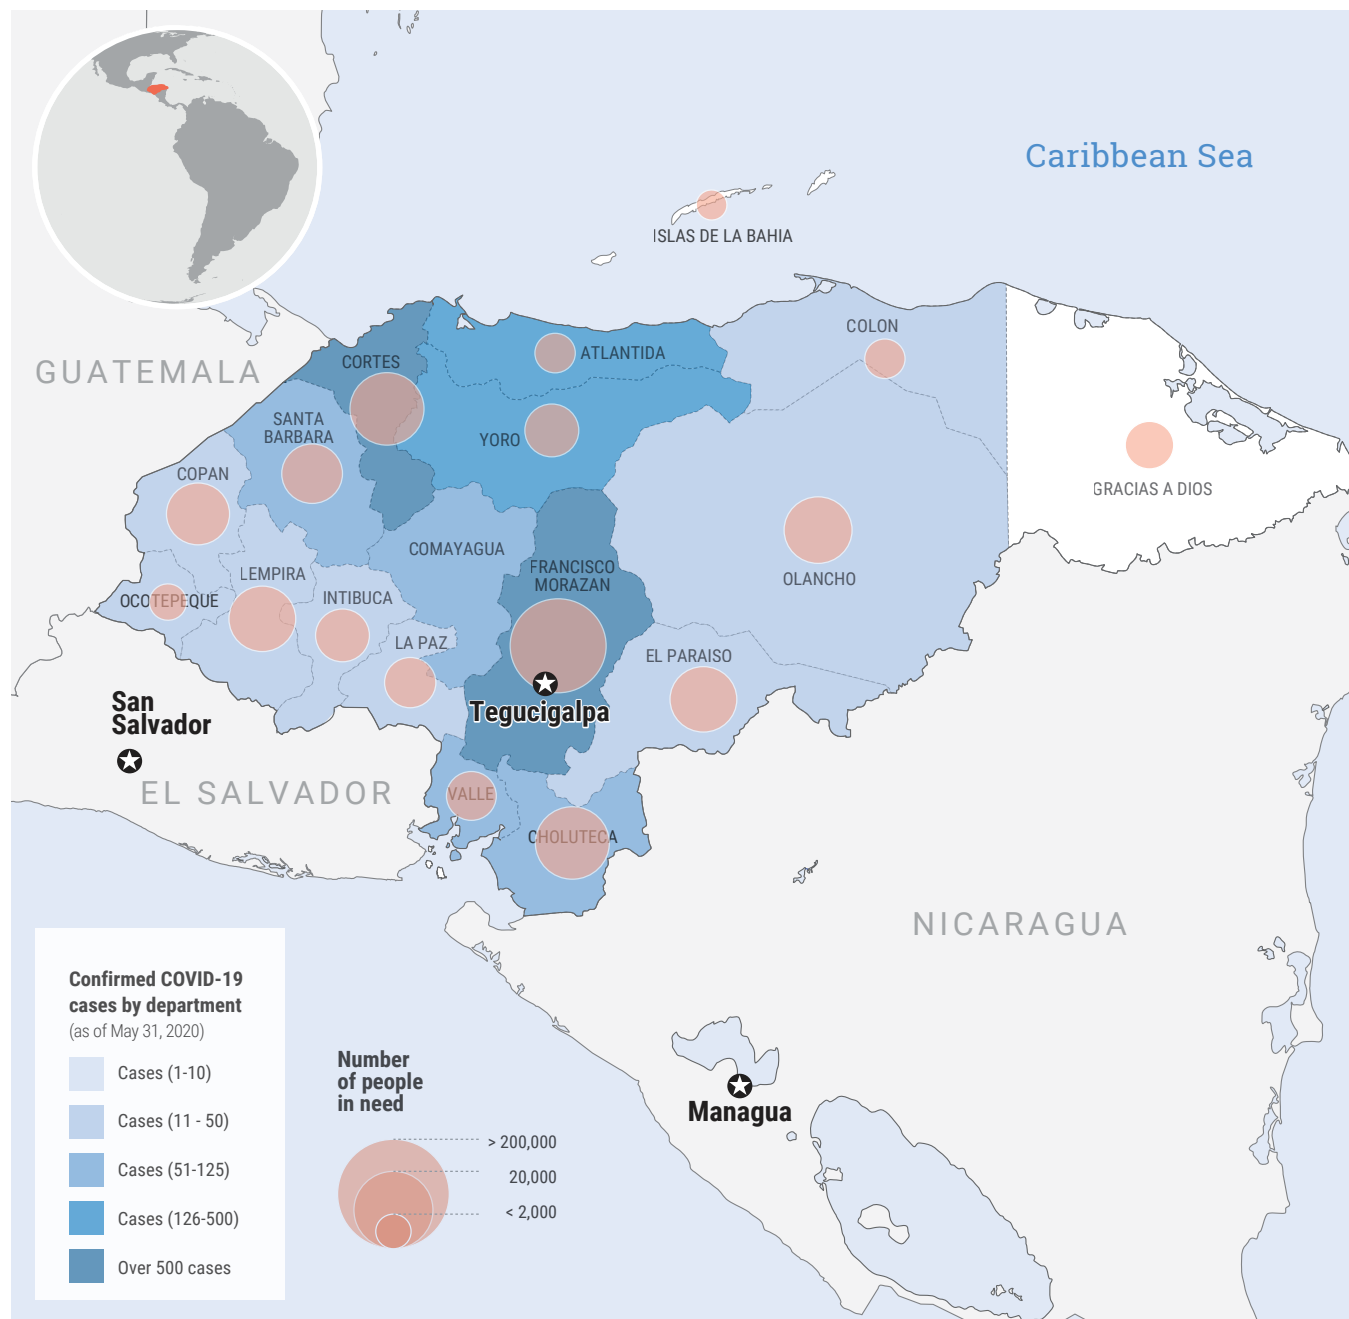 Caribbean Sea
ISLAS DE LA BAHIA
COLON
GUATEMALA
CORTES
ATLANTIDA
SANTA
BARBARA
YORO
COPAN
GRACIAS A DIOS
COMAYAGUA
FRANCISCO
MORAZAN
OLANCHO
LEMPIRA
OCOTEPEQUE
INTIBUCA
LA PAZ
EL PARAISO
San
Salvador
Tegucigalpa
EL SALVADOR
VALLE
CHOLUTECA
NICARAGUA
Confirmed COVID-19
cases by department
(as of May 31, 2020)
Cases (1-10)
Cases (11 - 50)
Cases (51-125)
Cases (126-500)
Over 500 cases
Number
of people
in need
> 200,000
20,000
< 2,000
Managua